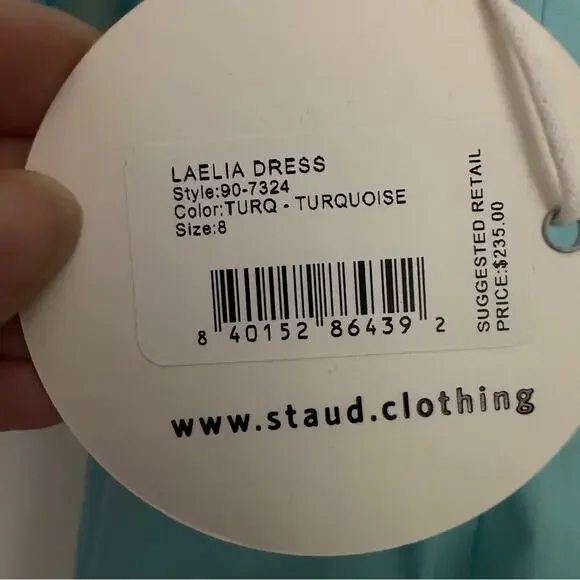 LAELIA DRESS
Style:90-7324
Color:TURQ - TURQUOISE
Size:8
8 40152 86439 2
SUGGESTED RETAIL
PRICE:$235.00
www.staud.clothing